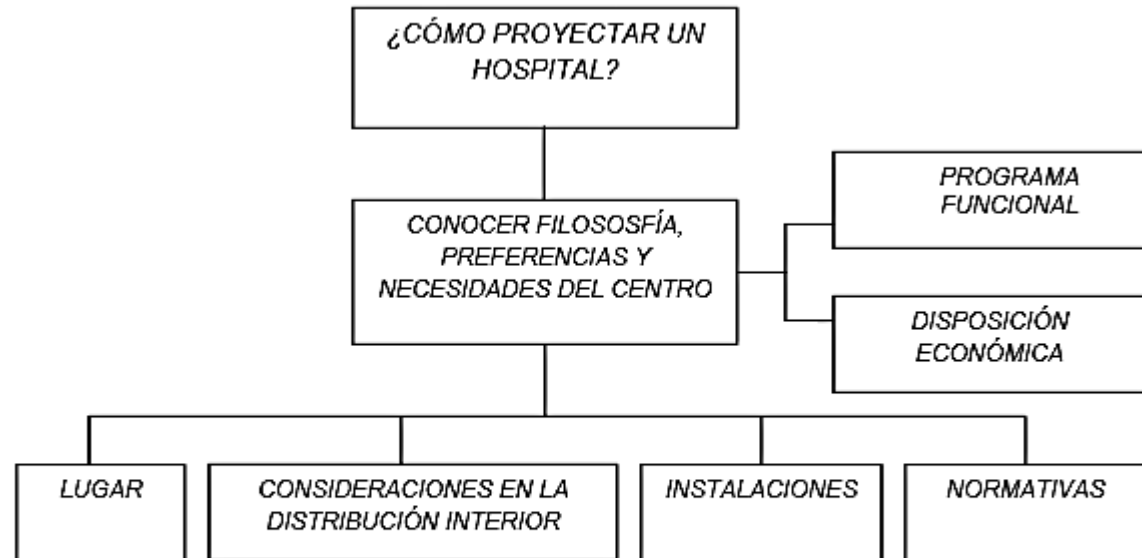 ¿CÓMO PROYECTAR UN
HOSPITAL?
CONOCER FILOSOSFÍA,
PREFERENCIAS Y
NECESIDADES DEL CENTRO
PROGRAMA
FUNCIONAL
DISPOSICIÓN
ECONÓMICA
LUGAR
CONSIDERACIONES EN LA
DISTRIBUCIÓN INTERIOR
INSTALACIONES
NORMATIVAS